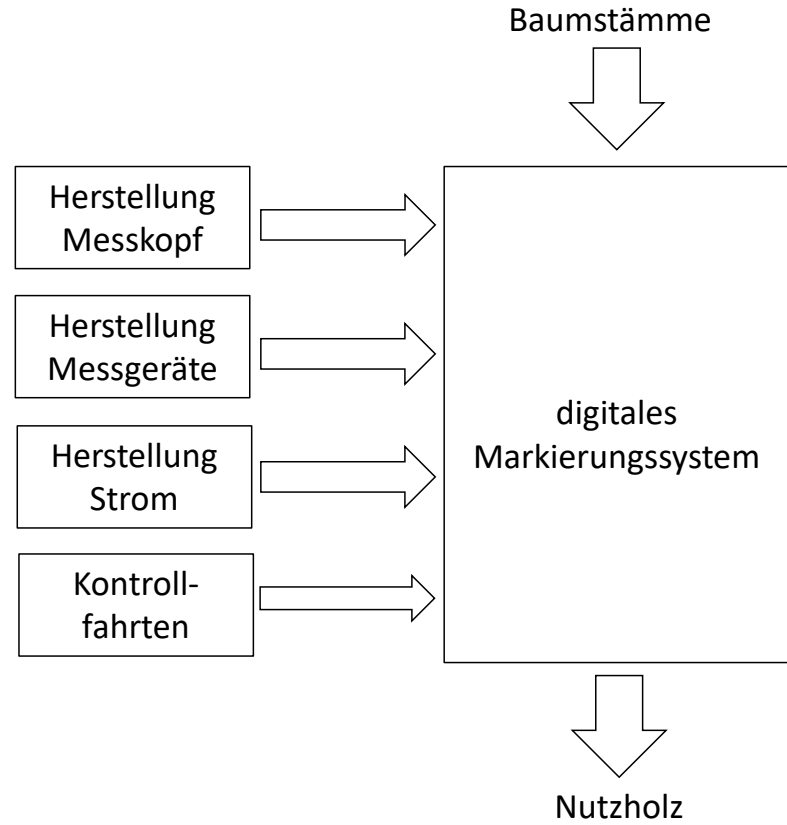 Baumstämme
Herstellung
Messkopf
Herstellung
Messgeräte
Herstellung
Strom
Kontroll-
fahrten
digitales
Markierungssystem
Nutzholz